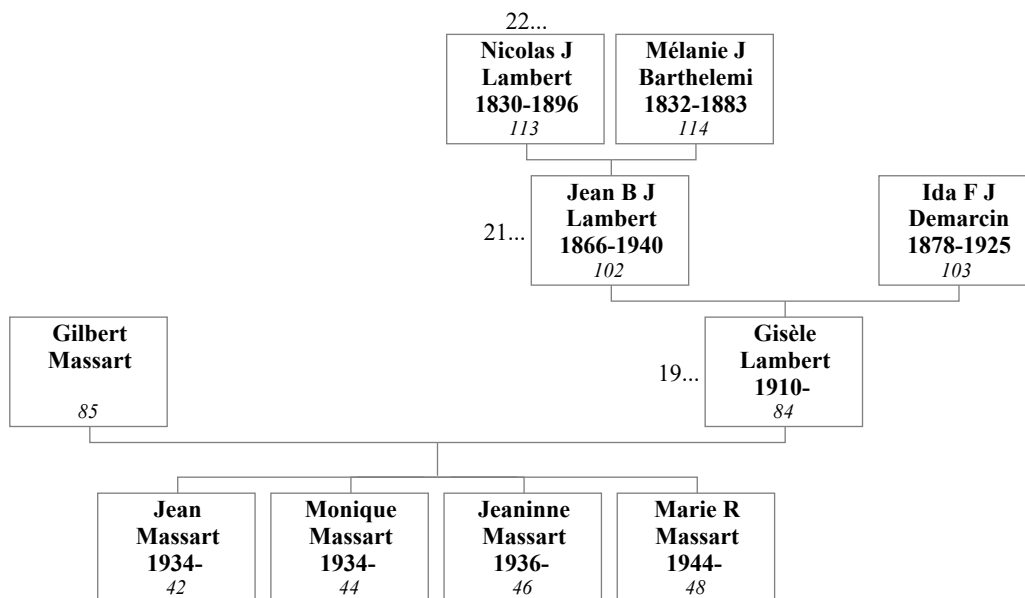 22...
Nicolas J
Lambert
1830-1896
113
Mélanie J
Barthelemi
1832-1883
114
21...
Jean B J
Lambert
1866-1940
102
Ida F J
Demarcin
1878-1925
103
Gilbert
Massart
85
19...
Gisèle
Lambert
1910-
84
Jean
Massart
1934-
42
Monique
Massart
1934-
44
Jeaninne
Massart
1936-
46
Marie R
Massart
1944-
48